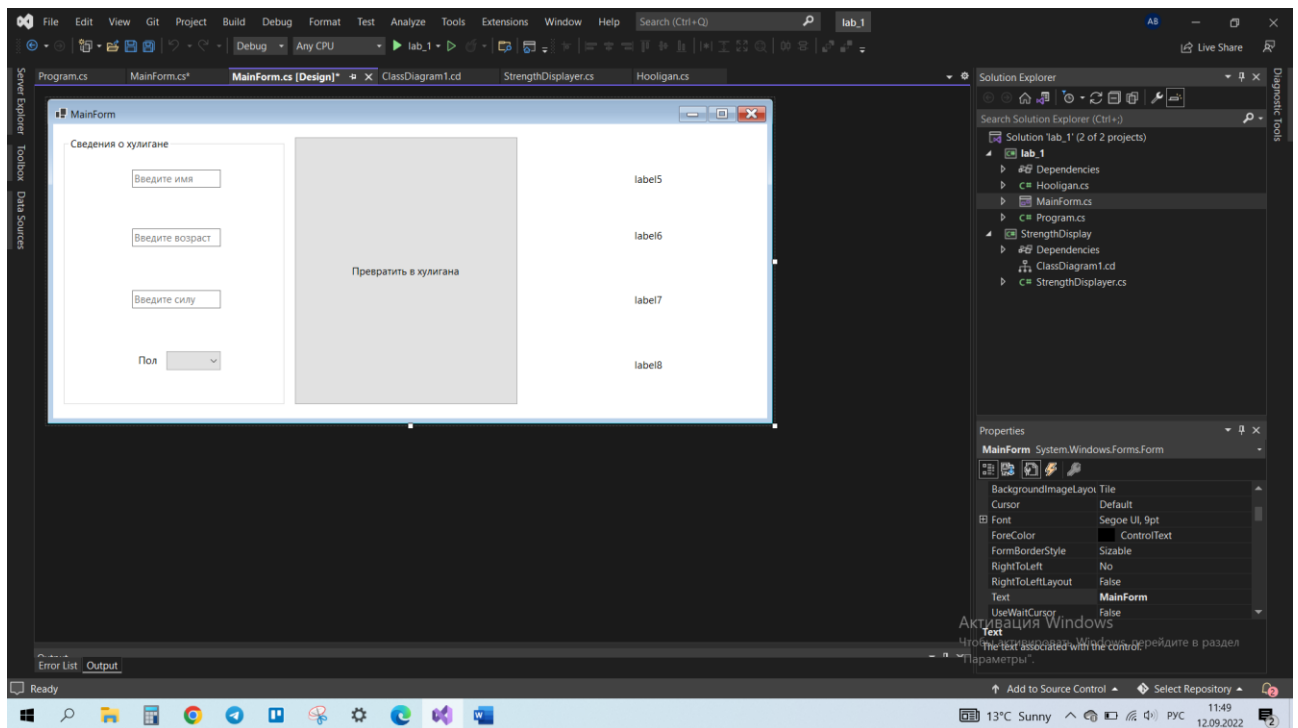 File Edit View Git Project Build Debug Format Test Analyze Tools Extensions Window Help Search (Ctrl+Q) lab_1 AB
Debug Any CPU lab_1 Live Share
Program.cs MainForm.cs* MainForm.cs [Design]* ClassDiagram1.cd StrengthDisplayer.cs Hooligan.cs
Server Explorer
Toolbox
Data Sources
MainForm
Сведения о хулигане
Введите имя
Введите возраст
Введите силу
Пол
Превратить в хулигана
label5
label6
label7
label8
Solution Explorer
Search Solution Explorer (Ctrl+;)
Solution 'lab_1' (2 of 2 projects)
lab_1
Dependencies
Hooligan.cs
MainForm.cs
Program.cs
StrengthDisplay
Dependencies
ClassDiagram1.cd
StrengthDisplayer.cs
Diagnostic Tools
Properties
MainForm System.Windows.Forms.Form
BackgroundImageLayou Tile
Cursor Default
Font Segoe UI, 9pt
ForeColor ControlText
FormBorderStyle Sizable
RightToLeft No
RightToLeftLayout False
Text MainForm
UseWaitCursor False
Text
The text associated with the control.
Активация Windows
Чтобы активировать Windows, перейдите в раздел
"Параметры".
Output
Error List Output
Ready Add to Source Control Select Repository
13°C Sunny РУС 11:49
12.09.2022